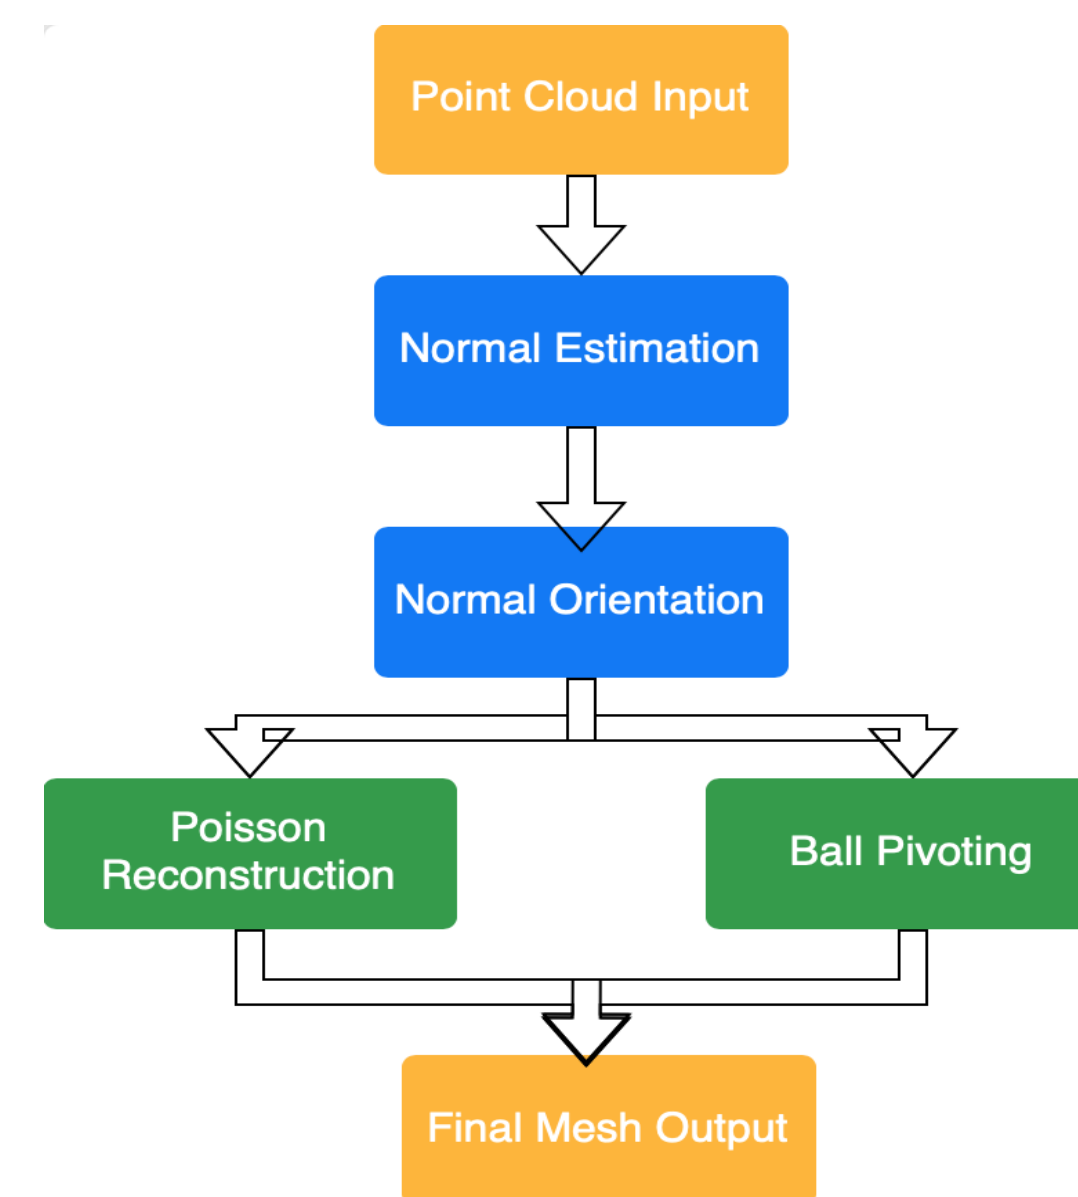 Point Cloud Input
Normal Estimation
Normal Orientation
Poisson
Reconstruction
Ball Pivoting
Final Mesh Output